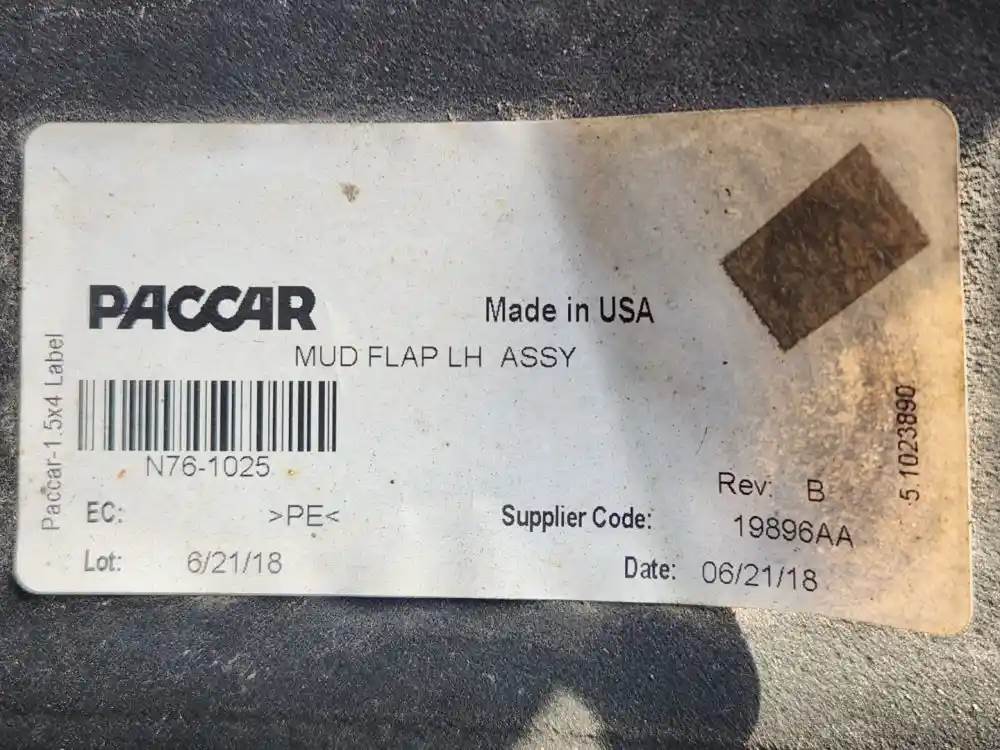 PACCAR
Made in USA
MUD FLAP LH ASSY
N76-1025
Rev: B
EC: >PE<
Supplier Code: 19896AA
Lot: 6/21/18
Date: 06/21/18
Paccar-1.5x4 Label
5.1023890